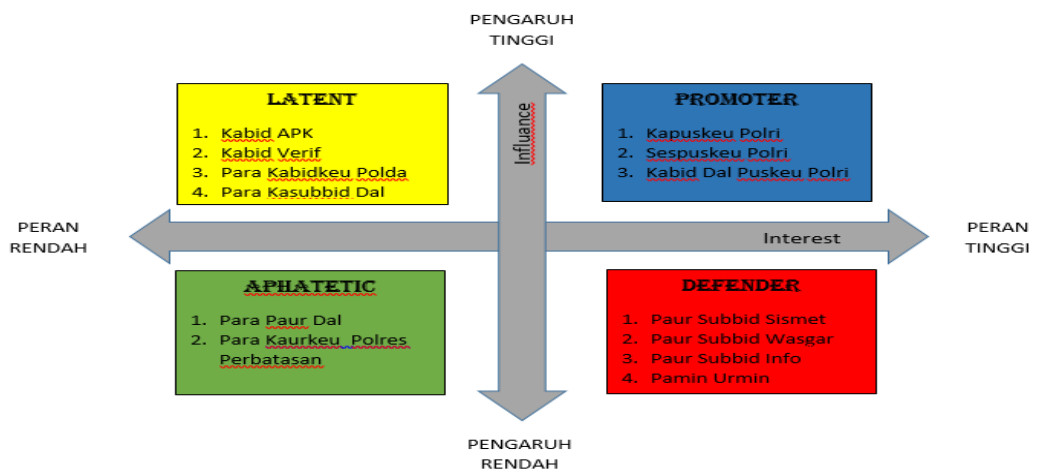 PENGARUH
TINGGI
LATENT
1. Kabid APK
2. Kabid Verif
3. Para Kabidkeu Polda
4. Para Kasubbid Dal
Influance
PROMOTER
1. Kapuskeu Polri
2. Sespuskeu Polri
3. Kabid Dal Puskeu Polri
PERAN
RENDAH
Interest
PERAN
TINGGI
APHATETIC
1. Para Paur Dal
2. Para Kaurkeu Polres
Perbatasan
DEFENDER
1. Paur Subbid Sismet
2. Paur Subbid Wasgar
3. Paur Subbid Info
4. Pamin Urmin
PENGARUH
RENDAH